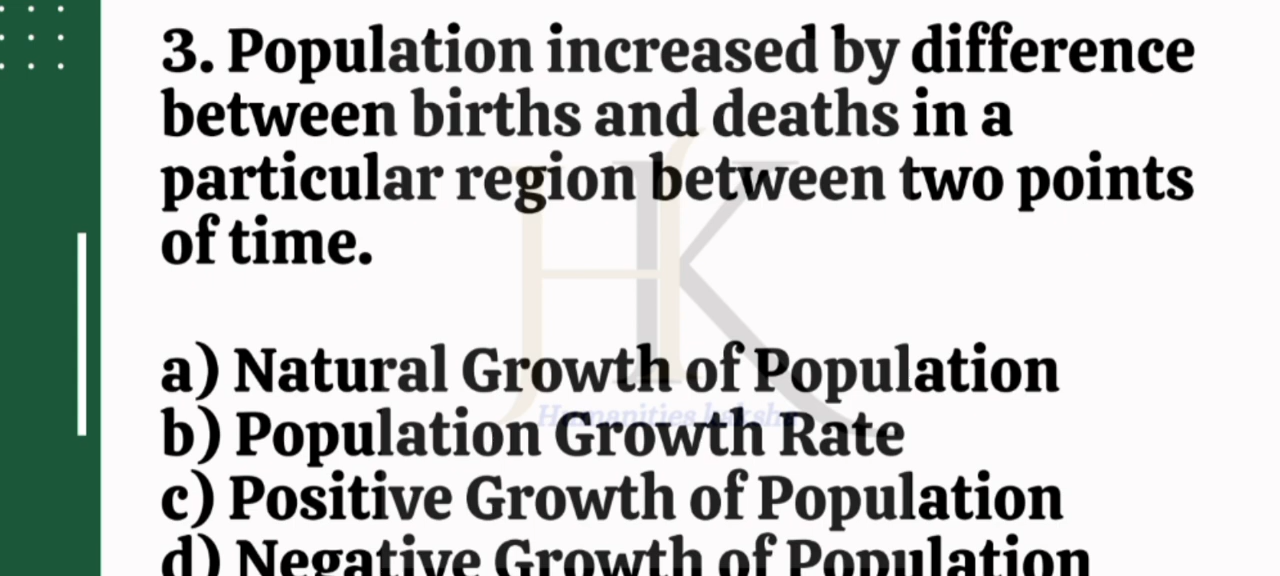 3. Population increased by difference
between births and deaths in a
particular region between two points
of time.
a) Natural Growth of Population
b) Population Growth Rate
c) Positive Growth of Population
d) Negative Growth of Population
HK